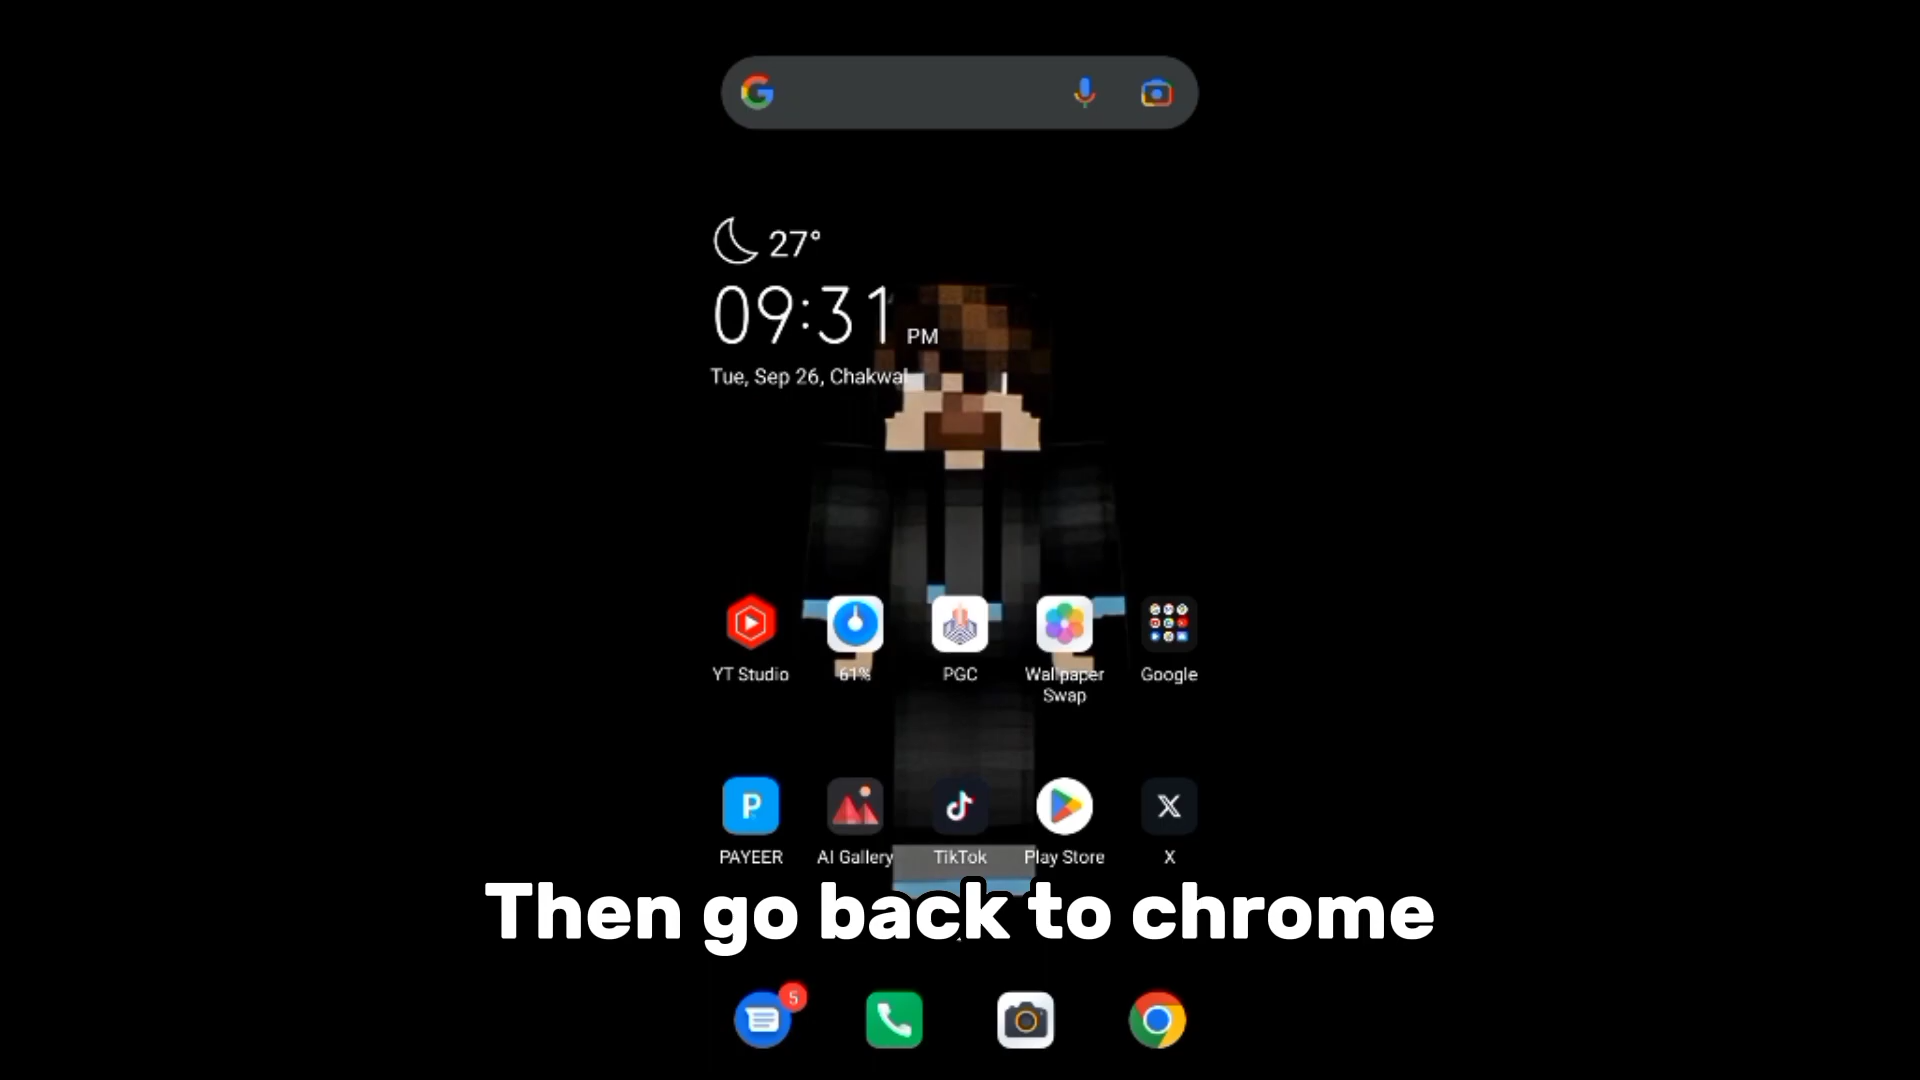 27°
09:31 PM
Tue, Sep 26, Chakwal
YT Studio
61%
PGC
Wallpaper
Swap
Google
PAYEER
AI Gallery
TikTok
Play Store
X
Then go back to chrome
5